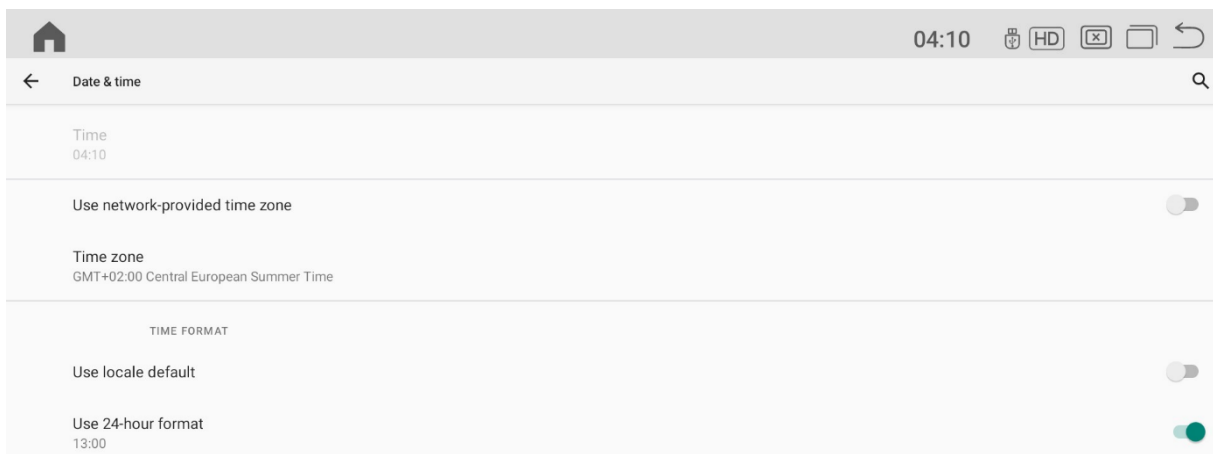 04:10 HD
Date & time
Time
04:10
Use network-provided time zone
Time zone
GMT+02:00 Central European Summer Time
TIME FORMAT
Use locale default
Use 24-hour format
13:00